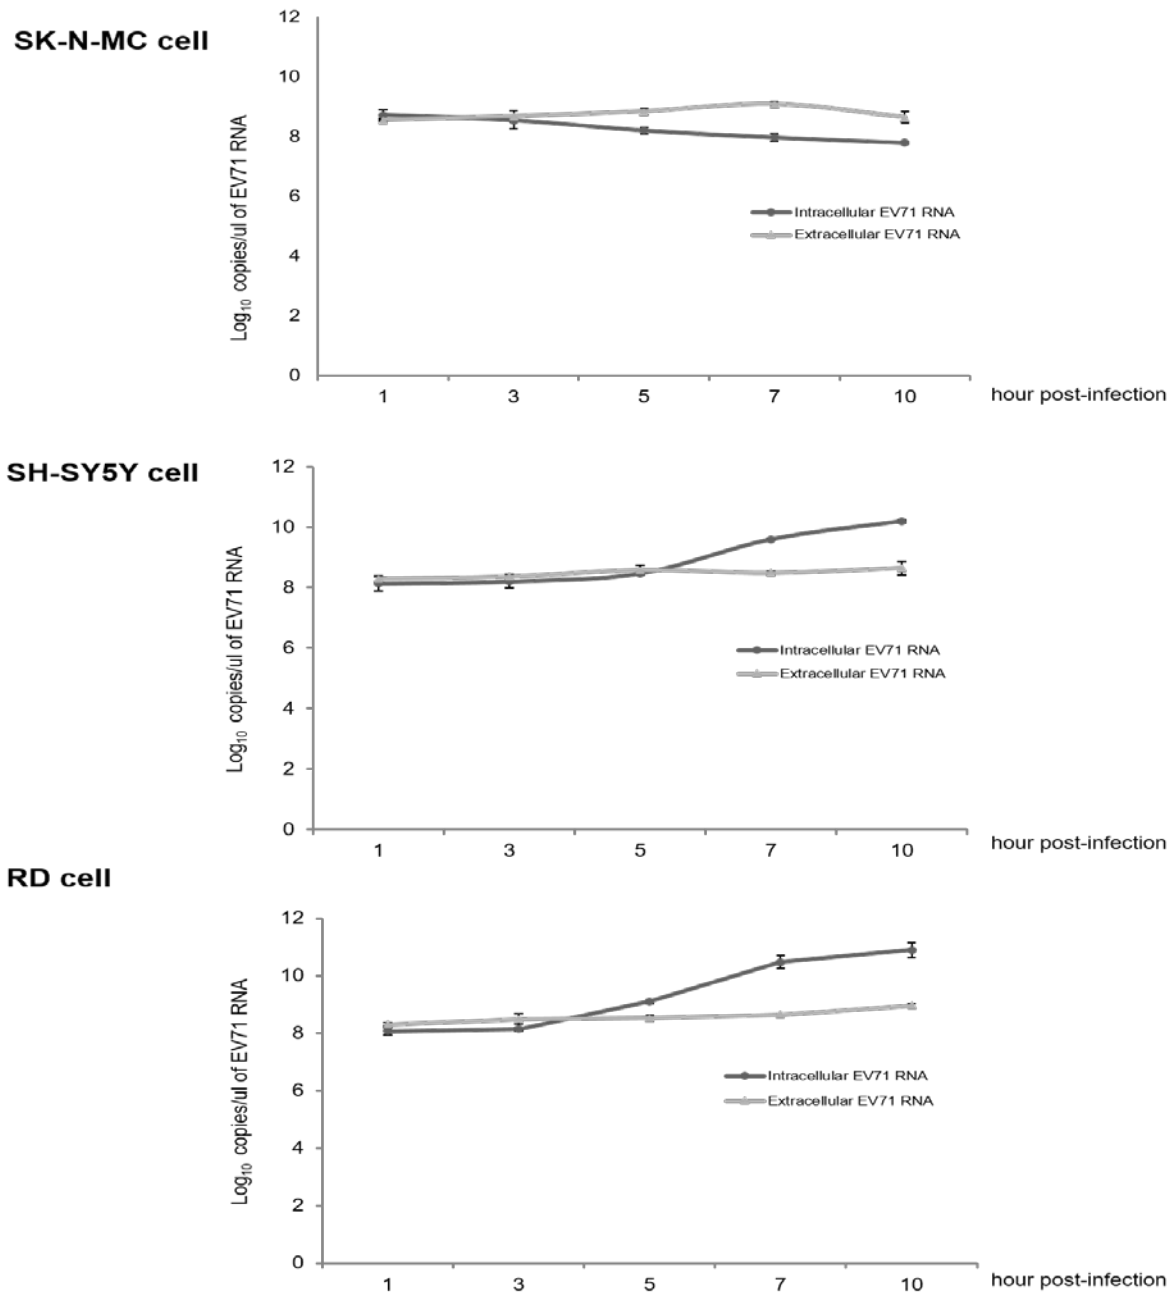 SK-N-MC cell
Log10 copies/ul of EV71 RNA
12
10
8
6
4
2
0
Intracellular EV71 RNA
Extracellular EV71 RNA
1 3 5 7 10
hour post-infection
SH-SY5Y cell
Log10 copies/ul of EV71 RNA
12
10
8
6
4
2
0
Intracellular EV71 RNA
Extracellular EV71 RNA
1 3 5 7 10
hour post-infection
RD cell
Log10 copies/ul of EV71 RNA
12
10
8
6
4
2
0
Intracellular EV71 RNA
Extracellular EV71 RNA
1 3 5 7 10
hour post-infection